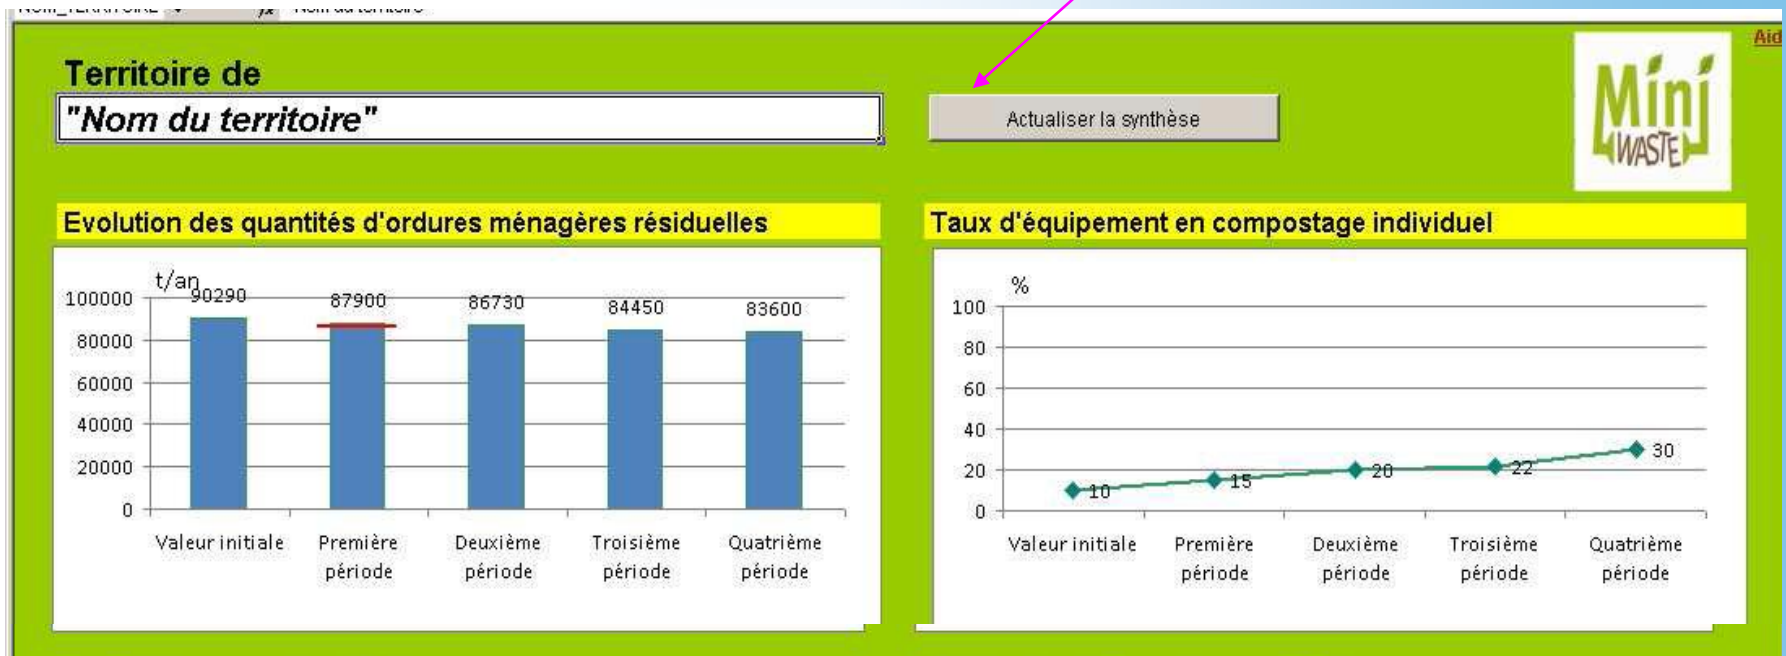 Territoire de
"Nom du territoire"
Actualiser la synthèse
Mini
WASTE
Evolution des quantités d'ordures ménagères résiduelles
t/an
100000
80000
60000
40000
20000
0
90290
87900
86730
84450
83600
Valeur initiale
Première période
Deuxième période
Troisième période
Quatrième période
Taux d'équipement en compostage individuel
%
100
80
60
40
20
0
10
15
20
22
30
Valeur initiale
Première période
Deuxième période
Troisième période
Quatrième période